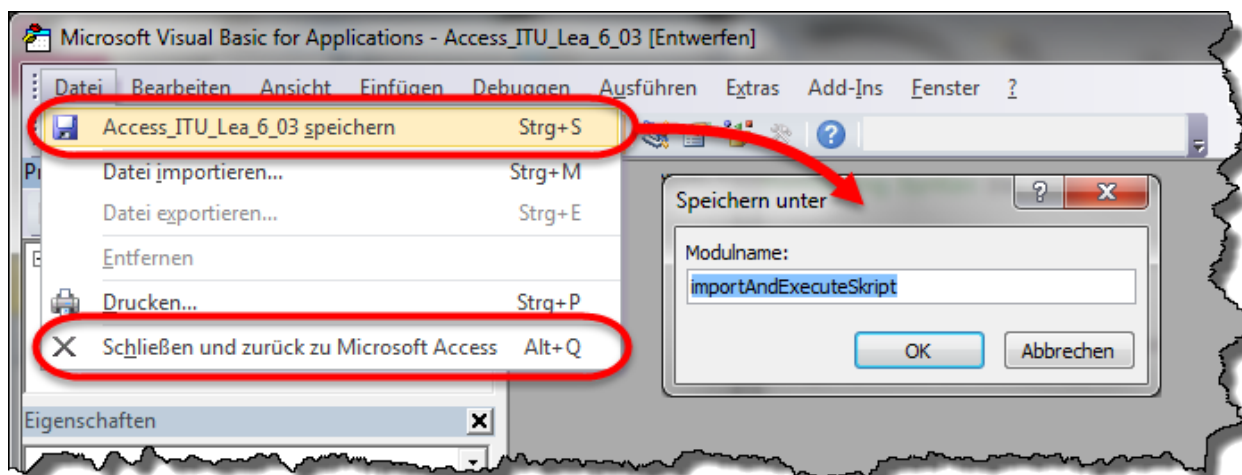 Microsoft Visual Basic for Applications - Access_ITU_Lea_6_03 [Entwerfen]
Datei Bearbeiten Ansicht Einfügen Debuggen Ausführen Extras Add-Ins Fenster ?
Access_ITU_Lea_6_03 speichern Strg+S
Datei importieren... Strg+M
Datei exportieren... Strg+E
Entfernen
Drucken... Strg+P
Schließen und zurück zu Microsoft Access Alt+Q
Eigenschaften
Speichern unter
Modulname:
importAndExecuteSkript
OK Abbrechen